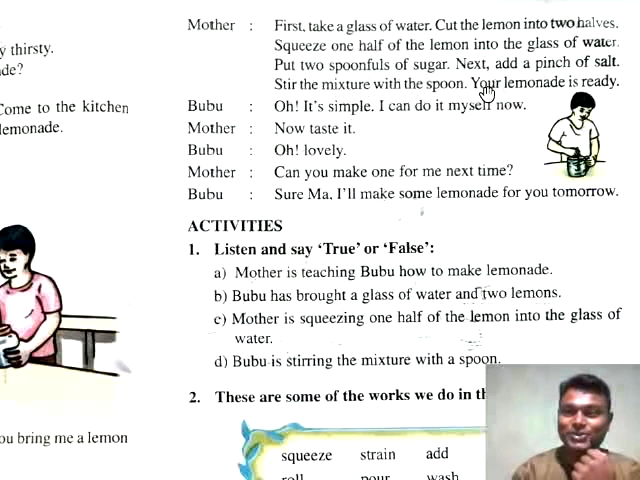 y thirsty.
de?
Come to the kitchen
lemonade.
ou bring me a lemon
Mother : First, take a glass of water. Cut the lemon into two halves.
Squeeze one half of the lemon into the glass of water.
Put two spoonfuls of sugar. Next, add a pinch of salt.
Stir the mixture with the spoon. Your lemonade is ready.
Bubu : Oh! It's simple. I can do it myself now.
Mother : Now taste it.
Bubu : Oh! lovely.
Mother : Can you make one for me next time?
Bubu : Sure Ma, I'll make some lemonade for you tomorrow.
ACTIVITIES
1. Listen and say 'True' or 'False':
a) Mother is teaching Bubu how to make lemonade.
b) Bubu has brought a glass of water and two lemons.
c) Mother is squeezing one half of the lemon into the glass of
water.
d) Bubu is stirring the mixture with a spoon.
2. These are some of the works we do in th
squeeze strain add
roll pour wash